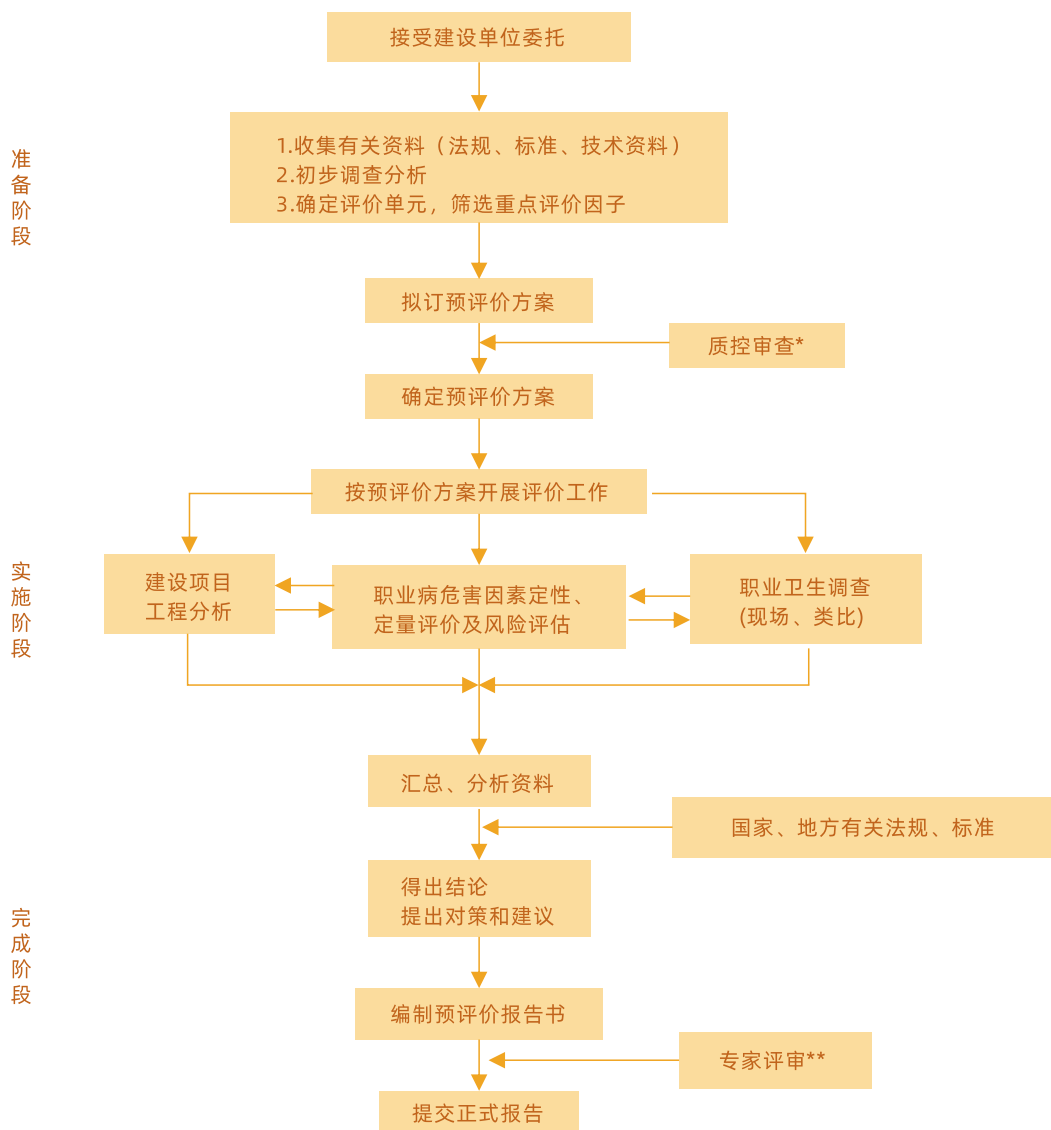 接受建设单位委托
准备阶段
1.收集有关资料（法规、标准、技术资料）
2.初步调查分析
3.确定评价单元，筛选重点评价因子
拟订预评价方案
质控审查*
确定预评价方案
按预评价方案开展评价工作
实施阶段
建设项目
工程分析
职业病危害因素定性、
定量评价及风险评估
职业卫生调查
(现场、类比)
汇总、分析资料
国家、地方有关法规、标准
完成阶段
得出结论
提出对策和建议
编制预评价报告书
专家评审**
提交正式报告